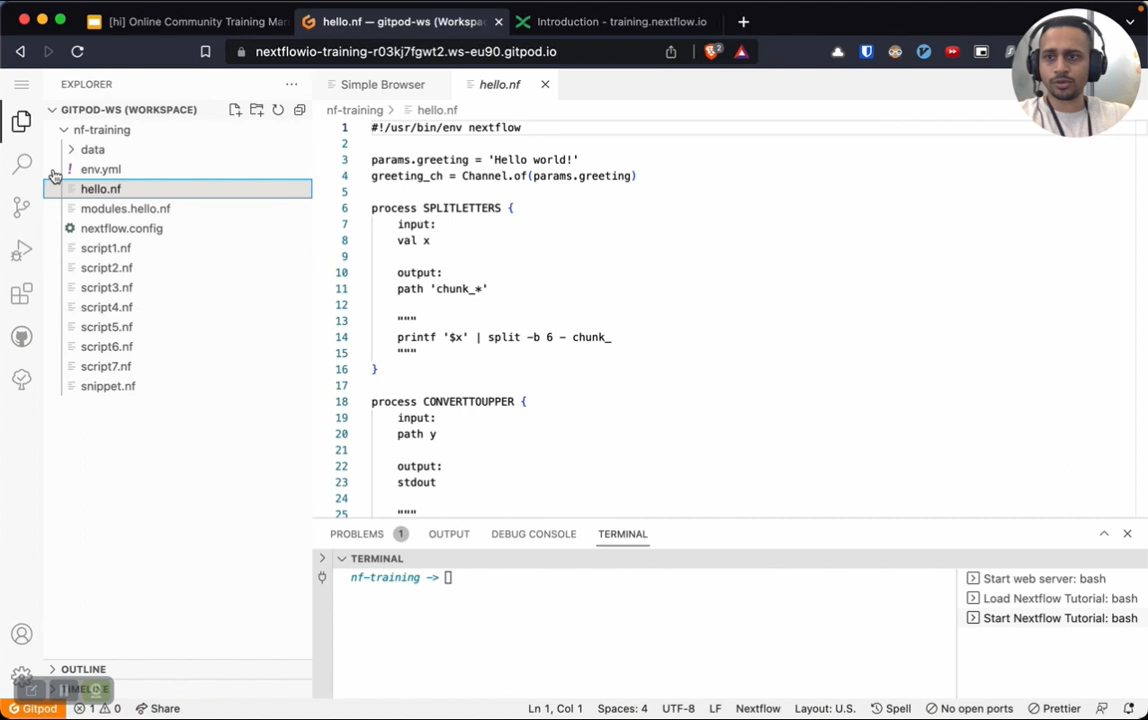 [hi] Online Community Training Mar
hello.nf — gitpod-ws (Workspac
Introduction - training.nextflow.io
nextflowio-training-r03kj7fgwt2.ws-eu90.gitpod.io
2
EXPLORER
GITPOD-WS (WORKSPACE)
nf-training
data
! env.yml
hello.nf
modules.hello.nf
nextflow.config
script1.nf
script2.nf
script3.nf
script4.nf
script5.nf
script6.nf
script7.nf
snippet.nf
OUTLINE
Simple Browser
hello.nf
nf-training > hello.nf
1 #!/usr/bin/env nextflow
2
3 params.greeting = 'Hello world!'
4 greeting_ch = Channel.of(params.greeting)
5
6 process SPLITLETTERS {
7 input:
8 val x
9
10 output:
11 path 'chunk_*'
12
13 """
14 printf '$x' | split -b 6 - chunk_
15 """
16 }
17
18 process CONVERTTOUPPER {
19 input:
20 path y
21
22 output:
23 stdout
24
25 """
PROBLEMS 1 OUTPUT DEBUG CONSOLE TERMINAL
TERMINAL
nf-training ->
Start web server: bash
Load Nextflow Tutorial: bash
Start Nextflow Tutorial: bash
Gitpod 1 0 Share Ln 1, Col 1 Spaces: 4 UTF-8 LF Nextflow Layout: U.S. Spell No open ports Prettier